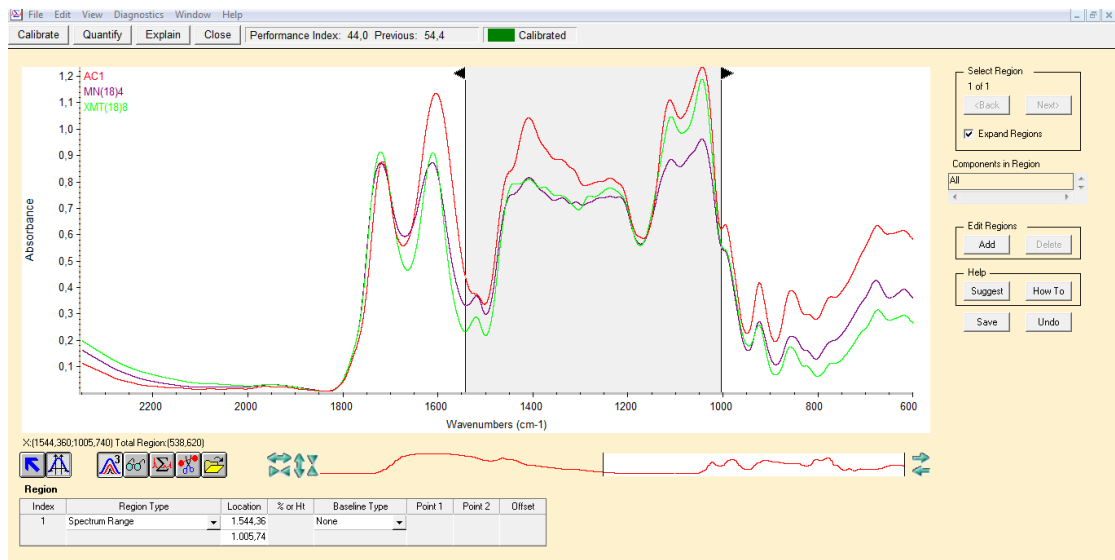 File Edit View Diagnostics Window Help
Calibrate Quantify Explain Close Performance Index: 44,0 Previous: 54,4 Calibrated
1,2
1,1
1,0
0,9
0,8
0,7
0,6
0,5
0,4
0,3
0,2
0,1
Absorbance
AC1
MN(18)4
XMT(18)8
2200 2000 1800 1600 1400 1200 1000 800 600
Wavenumbers (cm-1)
Select Region
1 of 1
<Back Next>
Expand Regions
Components in Region
All
Edit Regions
Add Delete
Help
Suggest How To
Save Undo
X:(1544,360;1005,740) Total Region:(538,620)
3
Region
Index Region Type Location % or Ht Baseline Type Point 1 Point 2 Offset
1 Spectrum Range 1.544,36 None
1.005,74